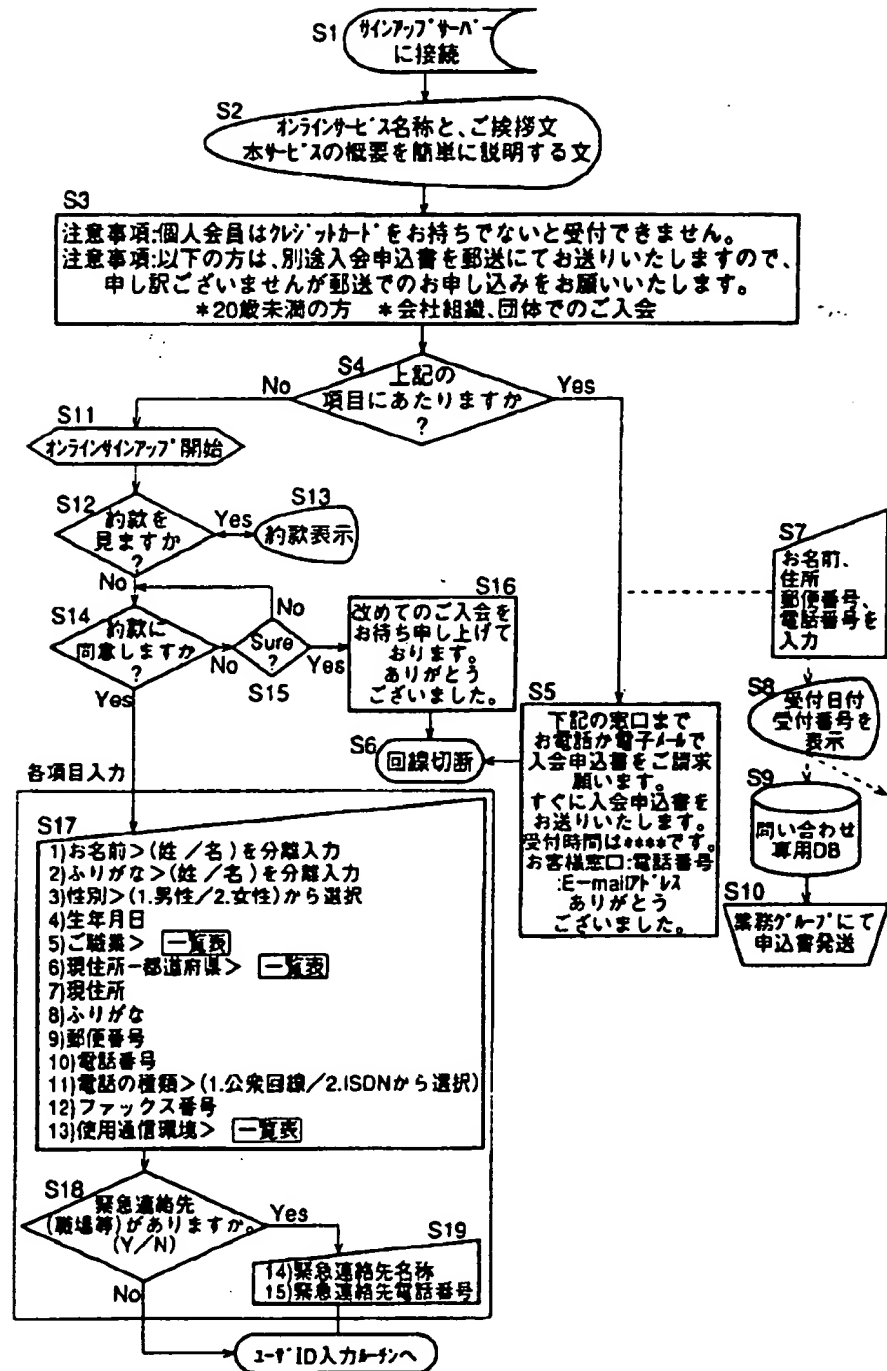 S1
サインアップサーバー
に接続
S2
オンラインサービス名称と、ご挨拶文
本サービスの概要を簡単に説明する文
S3
注意事項:個人会員はクレジットカードをお持ちでないと受付できません。
注意事項:以下の方は、別途入会申込書を郵送にてお送りいたしますので、
申し訳ございませんが郵送でのお申し込みをお願いいたします。
*20歳未満の方 *会社組織、団体でのご入会
S4
上記の
項目にあたりますか
?
No
Yes
S11
オンラインサインアップ開始
S12
約款を
見ますか
?
Yes
No
S13
約款表示
S14
約款に
同意しますか
?
No
Yes
S15
Sure
?
No
Yes
S16
改めてのご入会を
お待ち申し上げて
おります。
ありがとう
ございました。
S6
回線切断
S5
下記の窓口まで
お電話か電子メールで
入会申込書をご請求
願います。
すぐに入会申込書を
お送りいたします。
受付時間は****です。
お客様窓口:電話番号
:E-mailアドレス
ありがとう
ございました。
S7
お名前、
住所
郵便番号、
電話番号を
入力
S8
受付日付
受付番号を
表示
S9
問い合わせ
専用DB
S10
業務グループにて
申込書発送
各項目入力
S17
1)お名前>(姓/名)を分離入力
2)ふりがな>(姓/名)を分離入力
3)性別>(1.男性/2.女性)から選択
4)生年月日
5)ご職業> 一覧表
6)現住所-都道府県> 一覧表
7)現住所
8)ふりがな
9)郵便番号
10)電話番号
11)電話の種類>(1.公衆回線/2.ISDNから選択)
12)ファックス番号
13)使用通信環境> 一覧表
S18
緊急連絡先
(職場等)がありますか。
(Y/N)
Yes
No
S19
14)緊急連絡先名称
15)緊急連絡先電話番号
ユーザID入力ルーチンへ